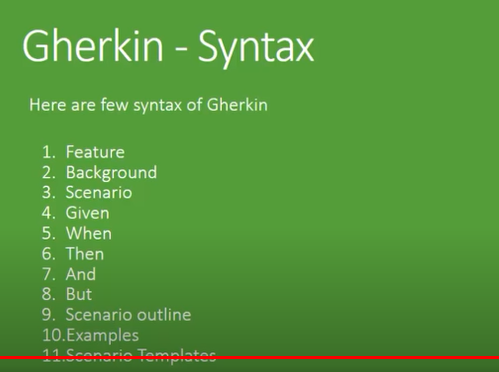 Gherkin - Syntax
Here are few syntax of Gherkin
1. Feature
2. Background
3. Scenario
4. Given
5. When
6. Then
7. And
8. But
9. Scenario outline
10.Examples
11.Scenario Templates